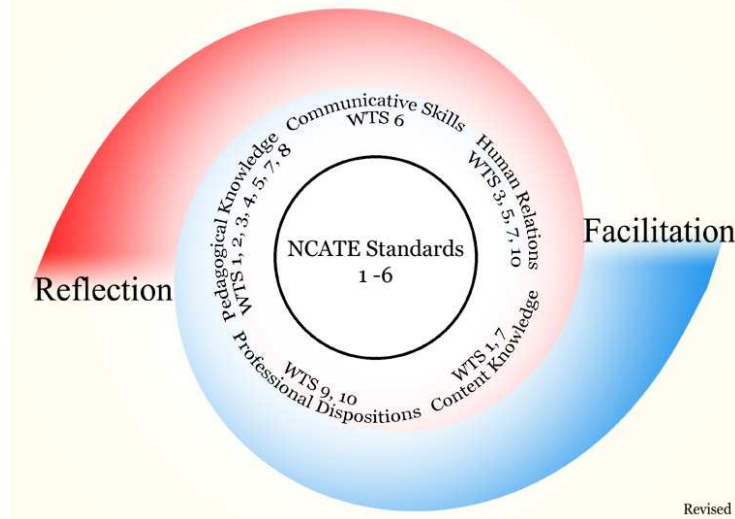 Communicative Skills
WTS 6
Human Relations
WTS 3, 5, 7, 10
Pedagogical Knowledge
WTS 1, 2, 3, 4, 5, 7, 8
NCATE Standards
1 -6
Facilitation
Reflection
WTS 1, 7
Content Knowledge
WTS 9, 10
Professional Dispositions
Revised